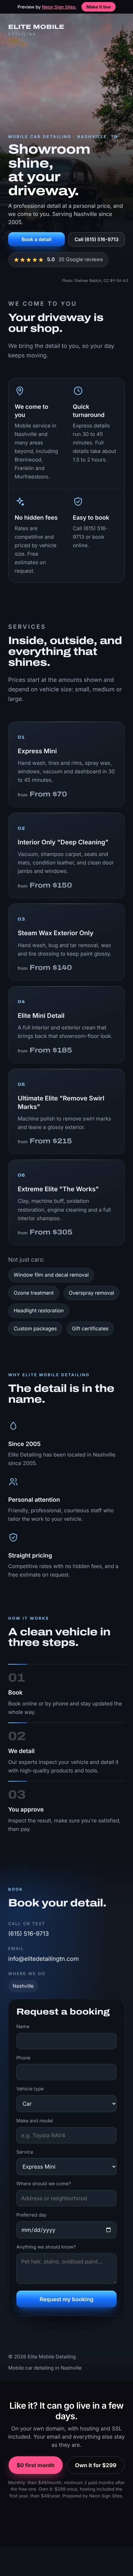 Preview by Neon Sign Sites.
Make it live
ELITE MOBILE
DETAILING
MOBILE CAR DETAILING · NASHVILLE, TN
Showroom
shine,
at your
driveway.
A professional detail at a personal price, and
we come to you. Serving Nashville since
2005.
Book a detail
Call (615) 516-9713
★★★★★ 5.0 35 Google reviews
WE COME TO YOU
Your driveway is
our shop.
We bring the detail to you, so your day
keeps moving.
We come to
you
Mobile service in
Nashville and
many areas
beyond, including
Brentwood,
Franklin and
Murfreesboro.
Quick
turnaround
Express details
run 30 to 45
minutes. Full
details take about
1.5 to 2 hours.
No hidden fees
Rates are
competitive and
priced by vehicle
size. Free
estimates on
request.
Easy to book
Call (615) 516-
9713 or book
online.
SERVICES
Inside, outside, and
everything that
shines.
Prices start at the amounts shown and
depend on vehicle size: small, medium or
large.
01
Express Mini
Hand wash, tires and rims, spray wax,
windows, vacuum and dashboard in 30
to 45 minutes.
from From $70
02
Interior Only "Deep Cleaning"
Vacuum, shampoo carpet, seats and
mats, condition leather, and clean door
jambs and windows.
from From $150
03
Steam Wax Exterior Only
Hand wash, bug and tar removal, wax
and tire dressing to keep paint glossy.
from From $140
04
Elite Mini Detail
A full interior and exterior clean that
brings back that showroom-floor look.
from From $185
05
Ultimate Elite "Remove Swirl
Marks"
Machine polish to remove swirl marks
and leave a glossy exterior.
from From $215
06
Extreme Elite "The Works"
Clay, machine buff, oxidation
restoration, engine cleaning and a full
interior shampoo.
from From $305
Not just cars:
Window film and decal removal
Ozone treatment
Overspray removal
Headlight restoration
Custom packages
Gift certificates
WHY ELITE MOBILE DETAILING
The detail is in the
name.
Since 2005
Elite Detailing has been located in Nashville
since 2005.
Personal attention
Friendly, professional, courteous staff who
tailor the work to your vehicle.
Straight pricing
Competitive rates with no hidden fees, and a
free estimate on request.
HOW IT WORKS
A clean vehicle in
three steps.
01
Book
Book online or by phone and stay updated the
whole way.
02
We detail
Our experts inspect your vehicle and detail it
with high-quality products and tools.
03
You approve
Inspect the result, make sure you're satisfied,
then pay.
BOOK
Book your detail.
CALL OR TEXT
(615) 516-9713
EMAIL
info@elitedetailingtn.com
WHERE WE GO
Nashville
Request a booking
Name
Phone
Vehicle type
Car
Make and model
e.g. Toyota RAV4
Service
Express Mini
Where should we come?
Address or neighborhood
Preferred day
mm/dd/yyyy
Anything we should know?
Pet hair, stains, oxidized paint...
Request my booking
© 2026 Elite Mobile Detailing
Mobile car detailing in Nashville
Like it? It can go live in a few
days.
On your own domain, with hosting and SSL
included. Your email and everything else stay
as they are.
$0 first month
Own it for $299